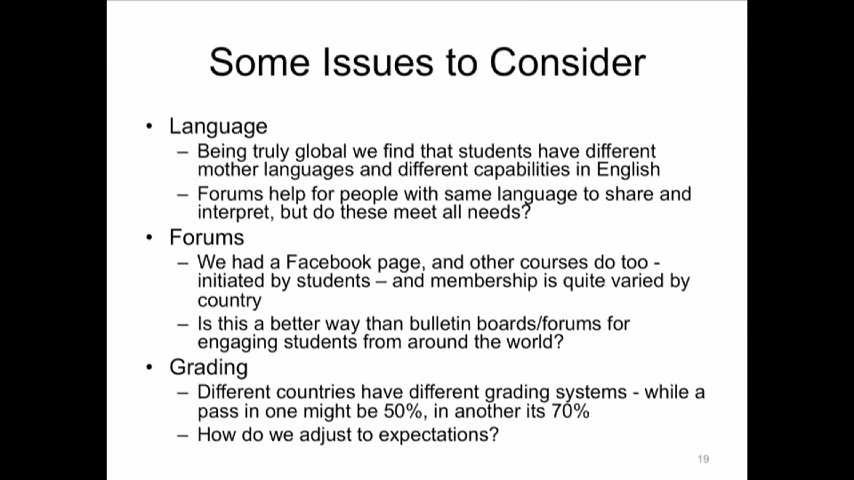 Some Issues to Consider
• Language
– Being truly global we find that students have different
mother languages and different capabilities in English
– Forums help for people with same language to share and
interpret, but do these meet all needs?
• Forums
– We had a Facebook page, and other courses do too -
initiated by students – and membership is quite varied by
country
– Is this a better way than bulletin boards/forums for
engaging students from around the world?
• Grading
– Different countries have different grading systems - while a
pass in one might be 50%, in another its 70%
– How do we adjust to expectations?
19